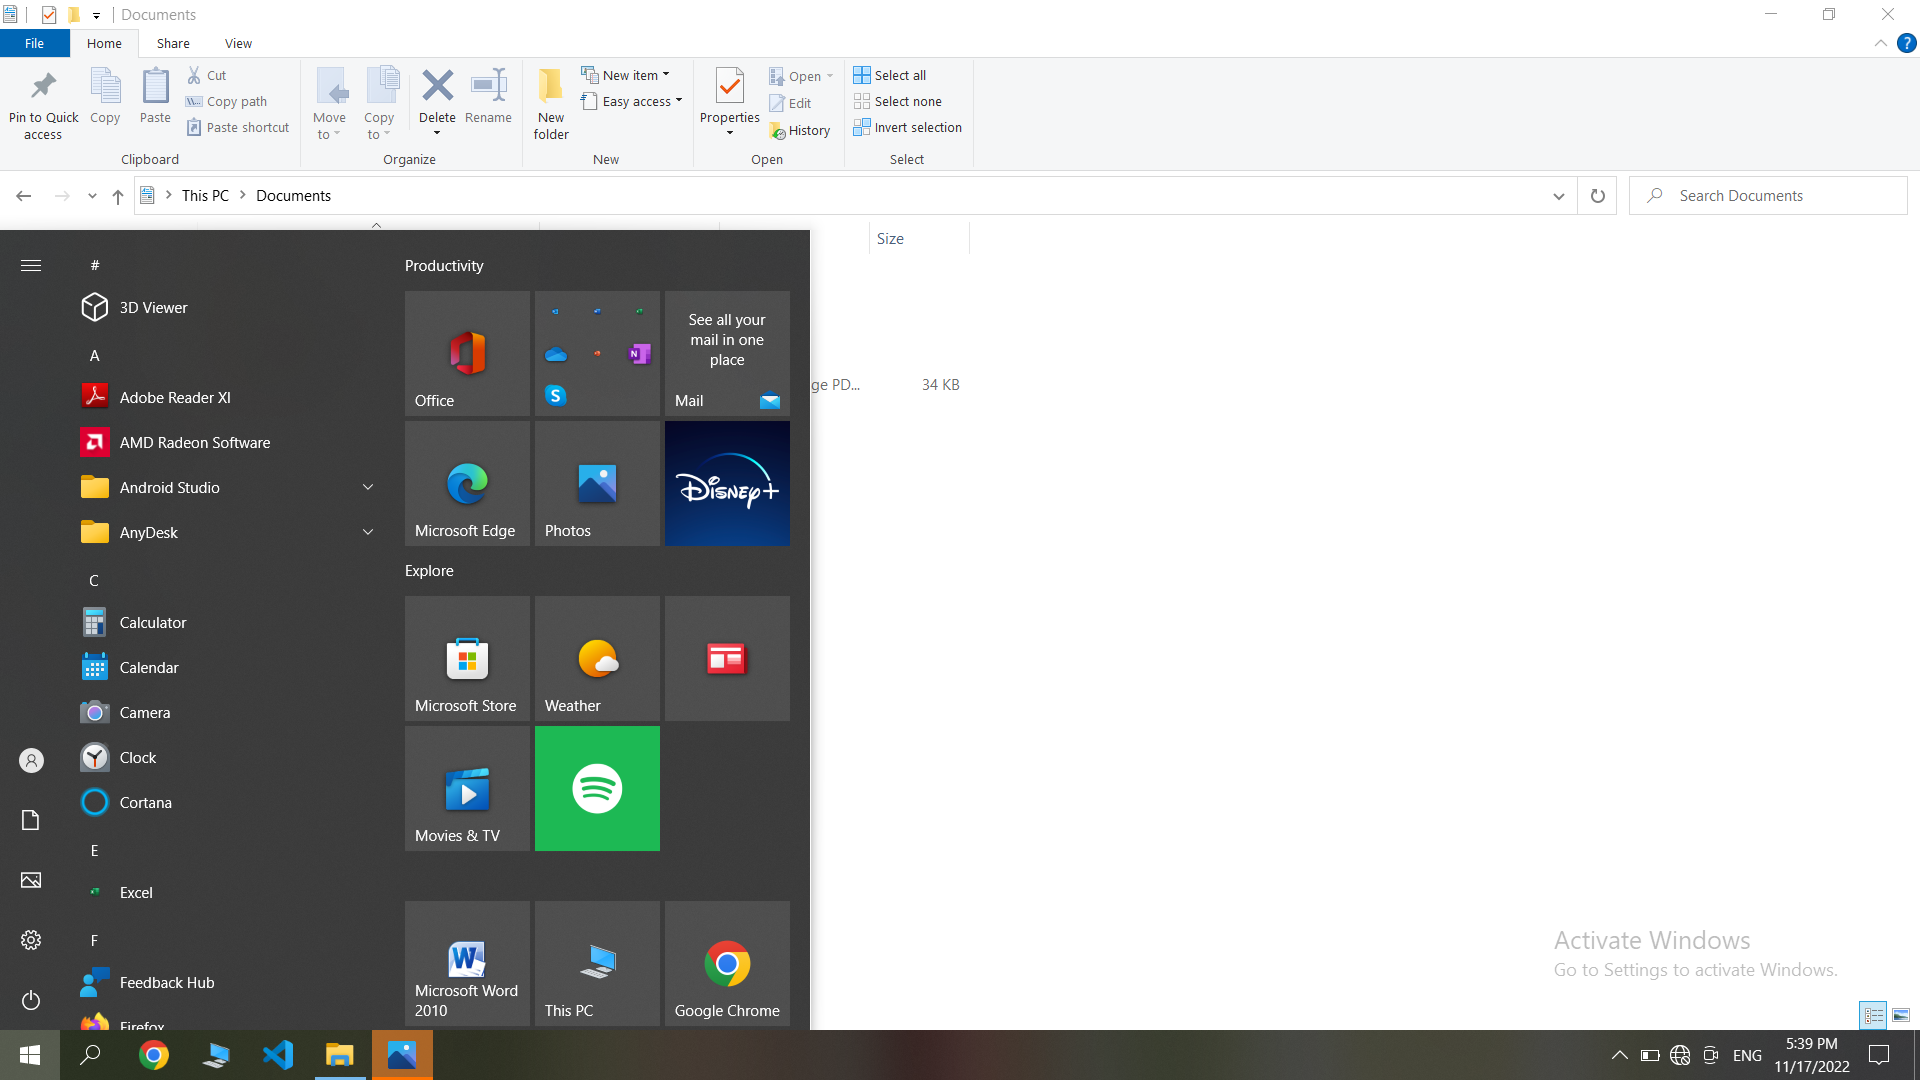 Documents
File Home Share View
Pin to Quick access
Copy
Paste
Cut
Copy path
Paste shortcut
Clipboard
Move to
Copy to
Delete
Rename
Organize
New folder
New item
Easy access
New
Properties
Open
Edit
History
Open
Select all
Select none
Invert selection
Select
This PC > Documents
Search Documents
Size
ge PD... 34 KB
#
3D Viewer
A
Adobe Reader XI
AMD Radeon Software
Android Studio
AnyDesk
C
Calculator
Calendar
Camera
Clock
Cortana
E
Excel
F
Feedback Hub
Firefox
Productivity
Office
See all your
mail in one
place
Mail
Microsoft Edge
Photos
Disney+
Explore
Microsoft Store
Weather
Movies & TV
Microsoft Word
2010
This PC
Google Chrome
Activate Windows
Go to Settings to activate Windows.
ENG
5:39 PM
11/17/2022